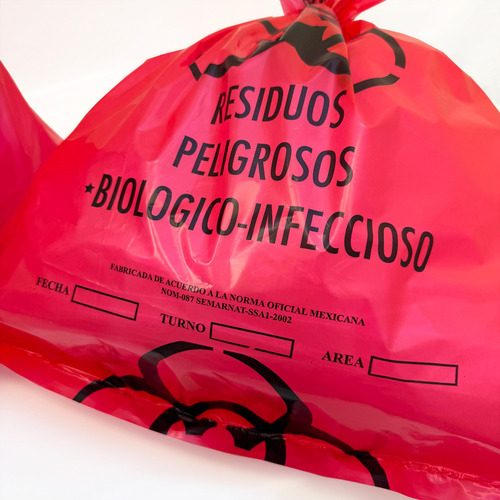 RESIDUOS
PELIGROSOS
*BIOLOGICO-INFECCIOSO
FABRICADA DE ACUERDO A LA NORMA OFICIAL MEXICANA
NOM-087 SEMARNAT-SSA1-2002
FECHA
TURNO
AREA